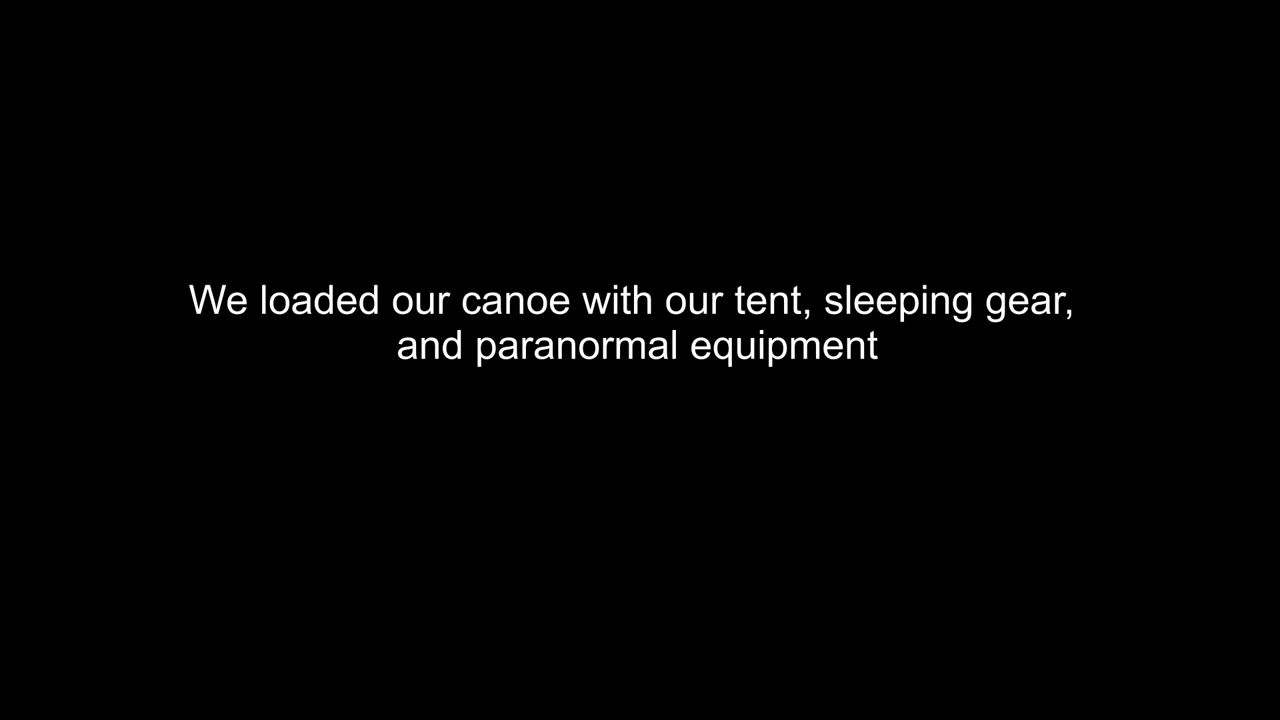 We loaded our canoe with our tent, sleeping gear,
and paranormal equipment